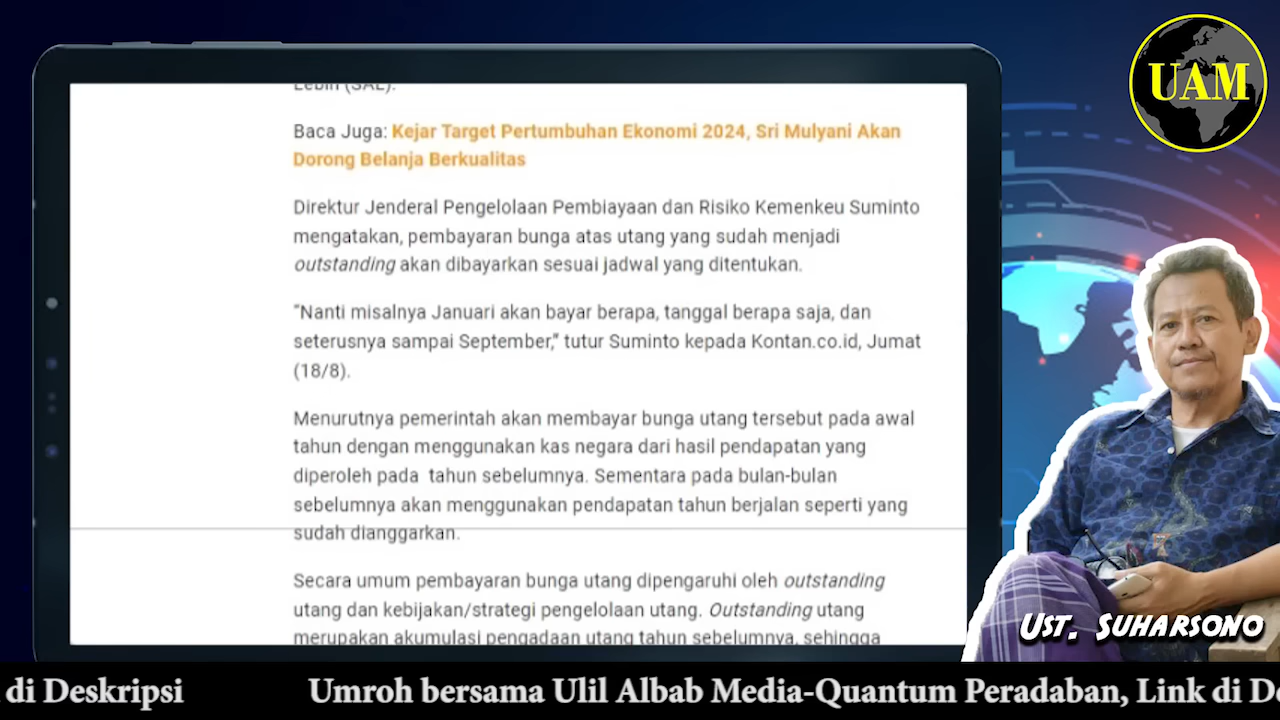 UAM
Lebih (SAL).
Baca Juga: Kejar Target Pertumbuhan Ekonomi 2024, Sri Mulyani Akan
Dorong Belanja Berkualitas
Direktur Jenderal Pengelolaan Pembiayaan dan Risiko Kemenkeu Suminto
mengatakan, pembayaran bunga atas utang yang sudah menjadi
outstanding akan dibayarkan sesuai jadwal yang ditentukan.
“Nanti misalnya Januari akan bayar berapa, tanggal berapa saja, dan
seterusnya sampai September,” tutur Suminto kepada Kontan.co.id, Jumat
(18/8).
Menurutnya pemerintah akan membayar bunga utang tersebut pada awal
tahun dengan menggunakan kas negara dari hasil pendapatan yang
diperoleh pada  tahun sebelumnya. Sementara pada bulan-bulan
sebelumnya akan menggunakan pendapatan tahun berjalan seperti yang
sudah dianggarkan.
Secara umum pembayaran bunga utang dipengaruhi oleh outstanding
utang dan kebijakan/strategi pengelolaan utang. Outstanding utang
merupakan akumulasi pengadaan utang tahun sebelumnya, sehingga
UST. SUHARSONO
di Deskripsi
Umroh bersama Ulil Albab Media-Quantum Peradaban, Link di